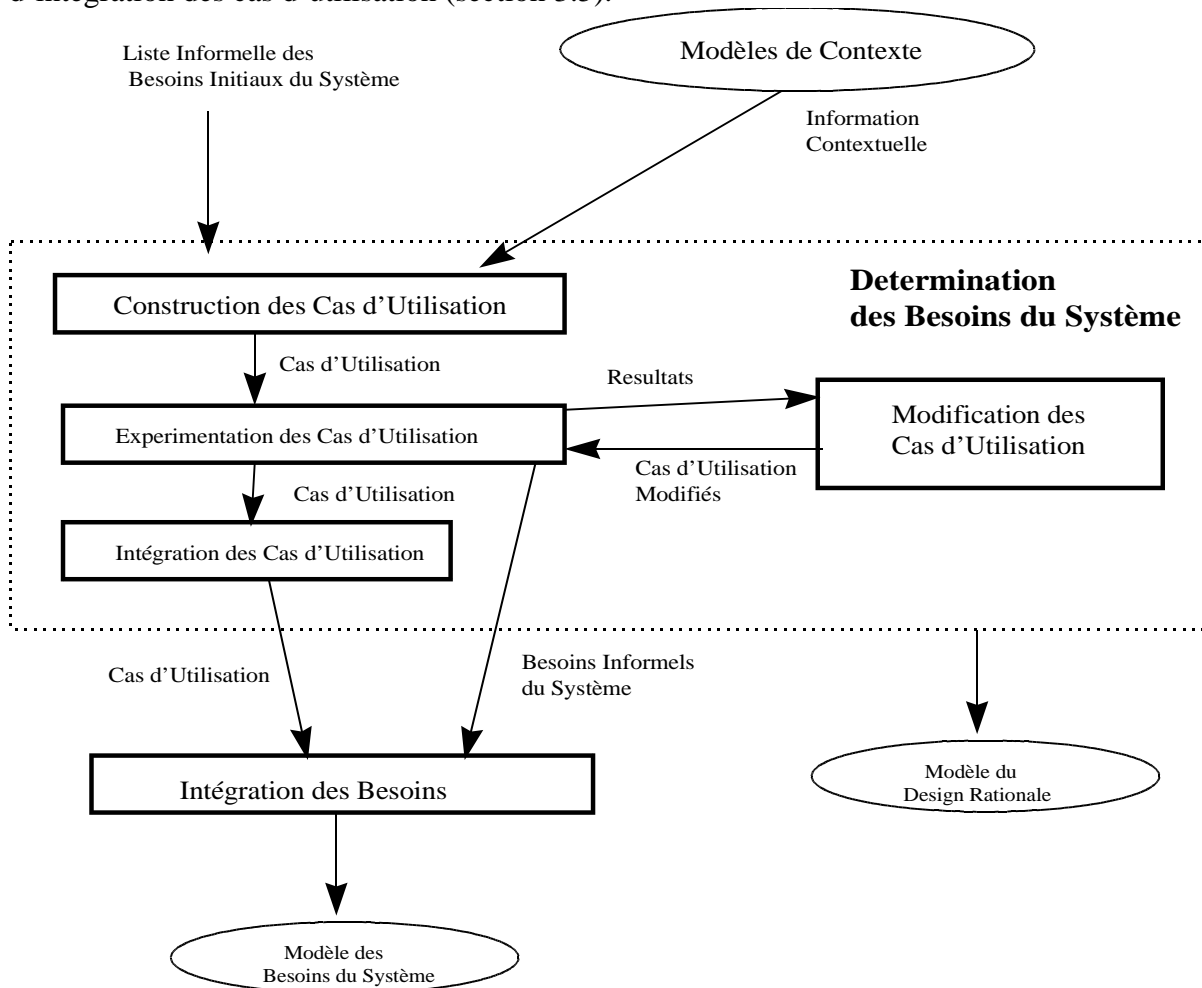 d'intégration des cas d'utilisation (section 3.3).
Liste Informelle des
Besoins Initiaux du Système
Modèles de Contexte
Information
Contextuelle
Determination
des Besoins du Système
Construction des Cas d'Utilisation
Cas d'Utilisation
Resultats
Experimentation des Cas d'Utilisation
Modification des
Cas d'Utilisation
Cas d'Utilisation
Modifiés
Cas d'Utilisation
Intégration des Cas d'Utilisation
Cas d'Utilisation
Besoins Informels
du Système
Intégration des Besoins
Modèle du
Design Rationale
Modèle des
Besoins du Système